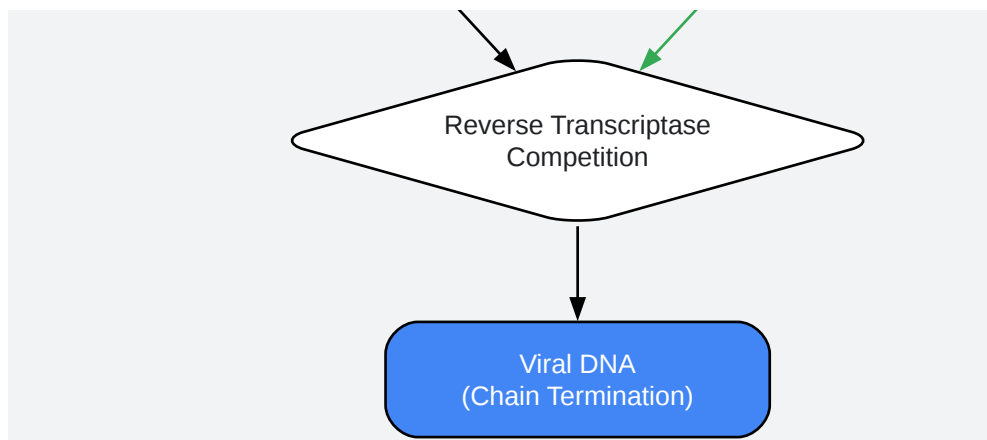 Reverse Transcriptase
Competition
Viral DNA
(Chain Termination)